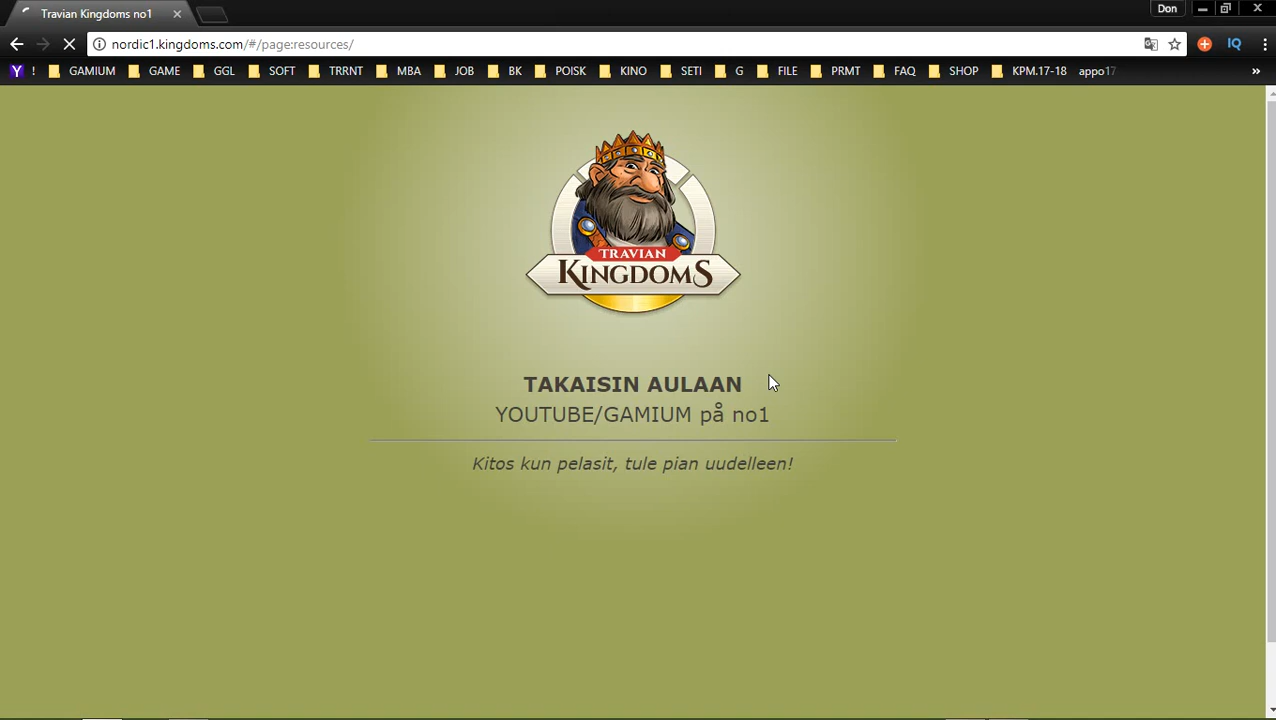 Travian Kingdoms no1
Don
nordic1.kingdoms.com/#/page:resources/
IQ
Y ! GAMIUM GAME GGL SOFT TRRNT MBA JOB BK POISK KINO SETI G FILE PRMT FAQ SHOP KPM.17-18 appo17 »
TRAVIAN
KINGDOMS
TAKAISIN AULAAN
YOUTUBE/GAMIUM på no1
Kitos kun pelasit, tule pian uudelleen!